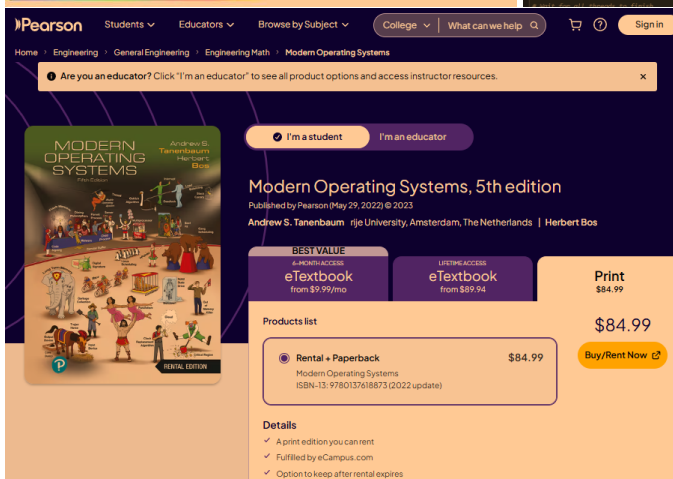 Pearson
Students
Educators
Browse by Subject
College
What can we help
Sign in
Home › Engineering › General Engineering › Engineering Math › Modern Operating Systems
Are you an educator? Click "I'm an educator" to see all product options and access instructor resources.
I'm a student
I'm an educator
MODERN
OPERATING
SYSTEMS
Fifth Edition
Andrew S.
Tanenbaum
Herbert
Bos
P
RENTAL EDITION
Modern Operating Systems, 5th edition
Published by Pearson (May 29, 2022) © 2023
Andrew S. Tanenbaum rije University, Amsterdam, The Netherlands | Herbert Bos
BEST VALUE
6-MONTH ACCESS
eTextbook
from $9.99/mo
LIFETIME ACCESS
eTextbook
from $89.94
Print
$84.99
Products list
$84.99
Rental + Paperback $84.99
Modern Operating Systems
ISBN-13: 9780137618873 (2022 update)
Buy/Rent Now
Details
A print edition you can rent
Fulfilled by eCampus.com
Option to keep after rental expires